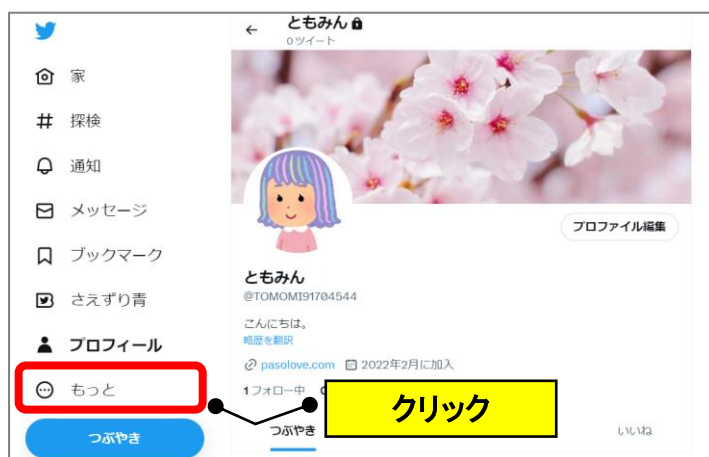 家
探検
通知
メッセージ
ブックマーク
さえずり青
プロフィール
もっと
つぶやき
ともみん
0ツイート
プロファイル編集
ともみん
@TOMOMI91704544
こんにちは。
略歴を翻訳
pasolove.com 2022年2月に加入
1フォロー中
クリック
つぶやき いいね